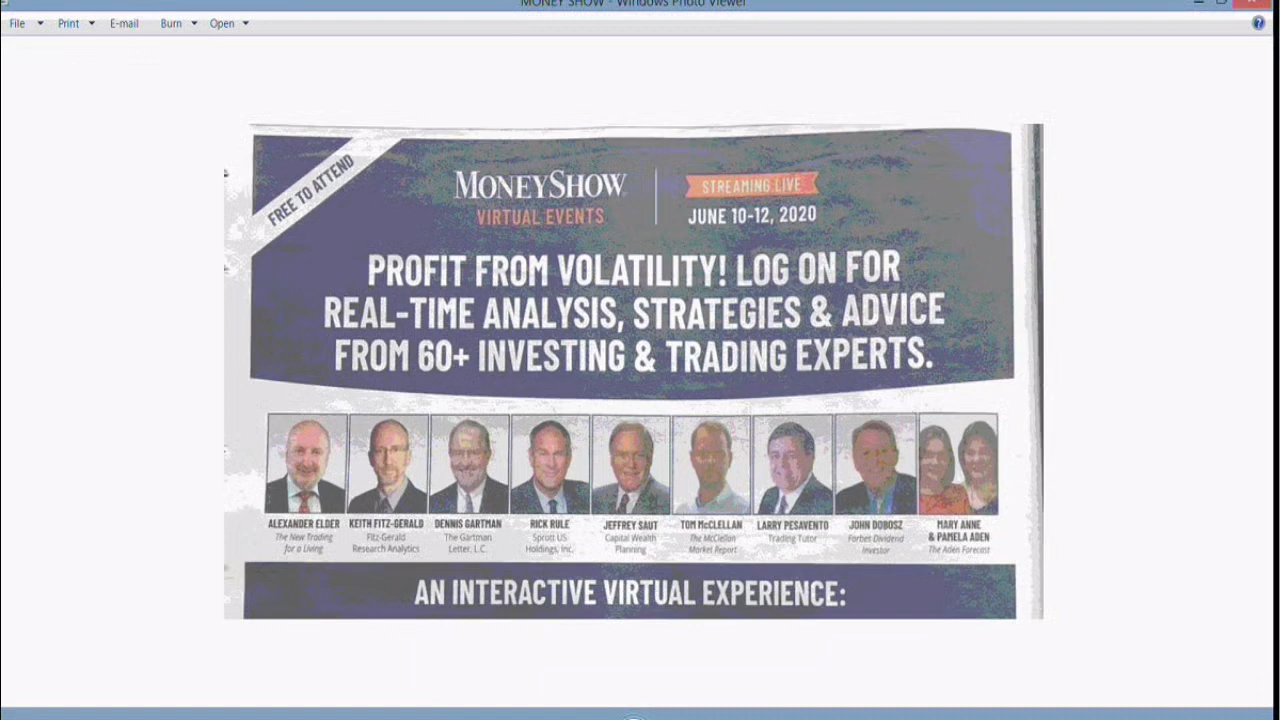 MONEY SHOW - Windows Photo Viewer
File Print E-mail Burn Open
FREE TO ATTEND
MONEYSHOW
VIRTUAL EVENTS
STREAMING LIVE
JUNE 10-12, 2020
PROFIT FROM VOLATILITY! LOG ON FOR
REAL-TIME ANALYSIS, STRATEGIES & ADVICE
FROM 60+ INVESTING & TRADING EXPERTS.
ALEXANDER ELDER
The New Trading
for a Living
KEITH FITZ-GERALD
Fitz-Gerald
Research Analytics
DENNIS GARTMAN
The Gartman
Letter, L.C.
RICK RULE
Sprott US
Holdings, Inc.
JEFFREY SAUT
Capital Wealth
Planning
TOM McCLELLAN
The McClellan
Market Report
LARRY PESAVENTO
Trading Tutor
JOHN DOBOSZ
Forbes Dividend
Investor
MARY ANNE
& PAMELA ADEN
The Aden Forecast
AN INTERACTIVE VIRTUAL EXPERIENCE: